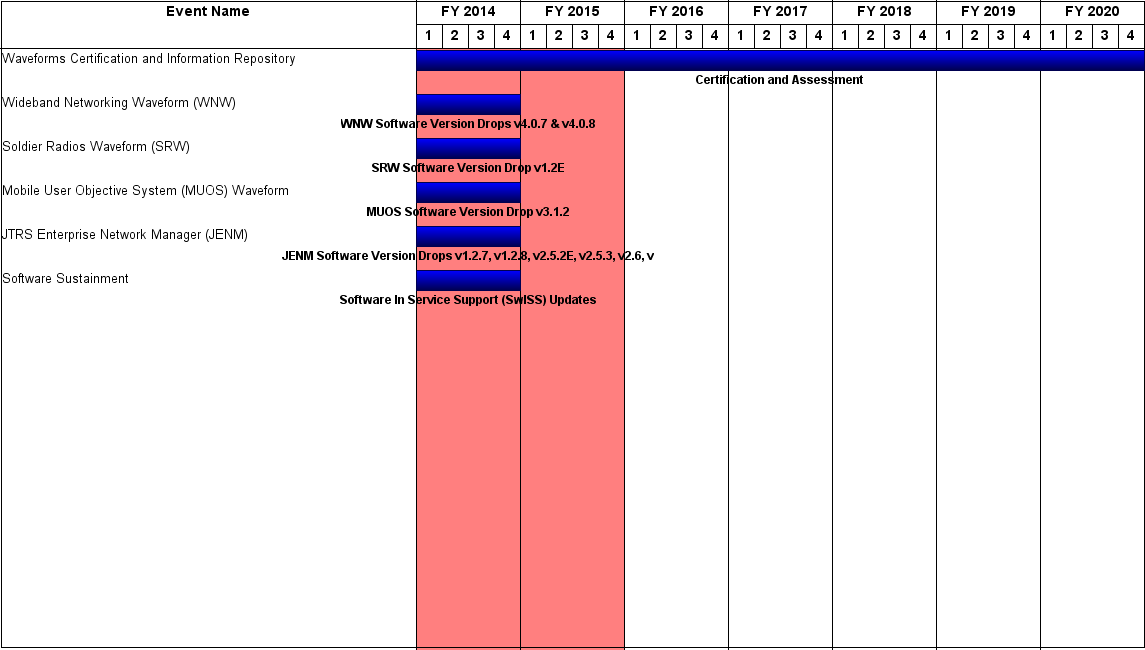 Event Name FY 2014 FY 2015 FY 2016 FY 2017 FY 2018 FY 2019 FY 2020
1 2 3 4 1 2 3 4 1 2 3 4 1 2 3 4 1 2 3 4 1 2 3 4 1 2 3 4
Waveforms Certification and Information Repository
Certification and Assessment
Wideband Networking Waveform (WNW)
WNW Software Version Drops v4.0.7 & v4.0.8
Soldier Radios Waveform (SRW)
SRW Software Version Drop v1.2E
Mobile User Objective System (MUOS) Waveform
MUOS Software Version Drop v3.1.2
JTRS Enterprise Network Manager (JENM)
JENM Software Version Drops v1.2.7, v1.2.8, v2.5.2E, v2.5.3, v2.6, v
Software Sustainment
Software In Service Support (SwISS) Updates